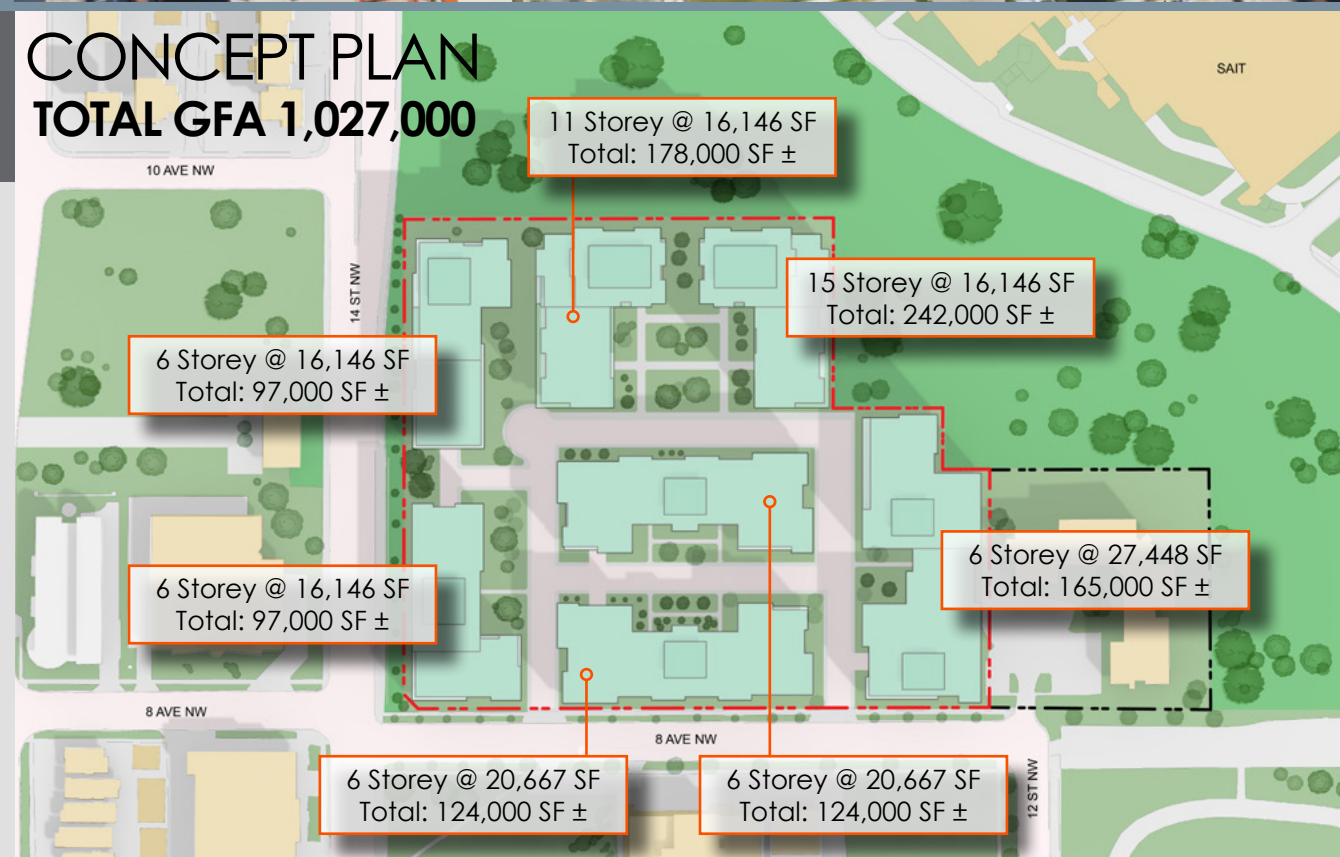 CONCEPT PLAN
TOTAL GFA 1,027,000
SAIT
11 Storey @ 16,146 SF
Total: 178,000 SF ±
10 AVE NW
14 ST NW
15 Storey @ 16,146 SF
Total: 242,000 SF ±
6 Storey @ 16,146 SF
Total: 97,000 SF ±
6 Storey @ 27,448 SF
Total: 165,000 SF ±
6 Storey @ 16,146 SF
Total: 97,000 SF ±
8 AVE NW
8 AVE NW
6 Storey @ 20,667 SF
Total: 124,000 SF ±
6 Storey @ 20,667 SF
Total: 124,000 SF ±
12 ST NW